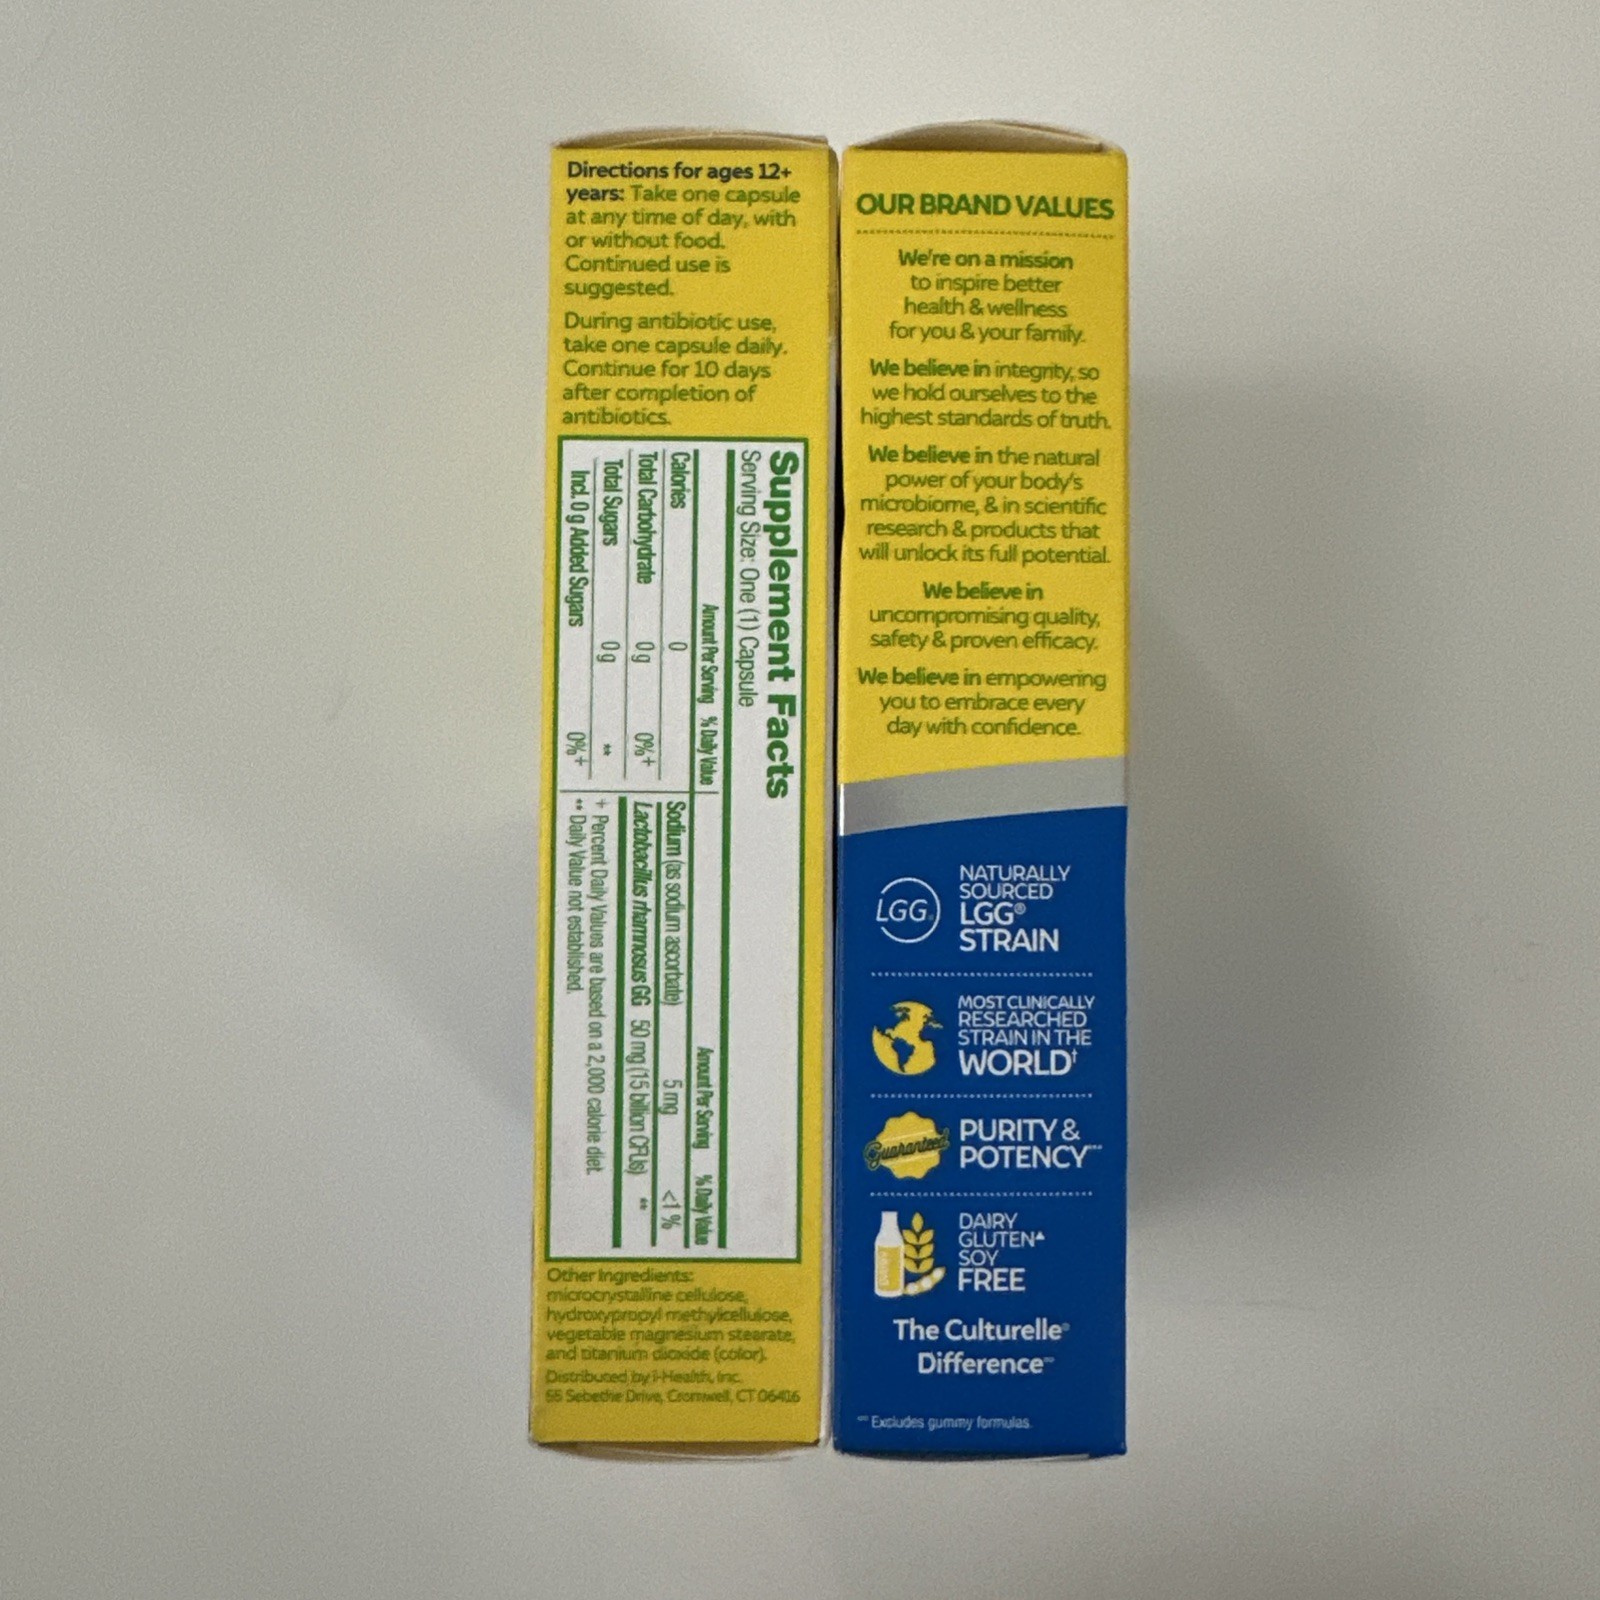 Directions for ages 12+
years: Take one capsule
at any time of day, with
or without food.
Continued use is
suggested.
During antibiotic use,
take one capsule daily.
Continue for 10 days
after completion of
antibiotics.
Supplement Facts
Serving Size: One (1) Capsule
Amount Per Serving % Daily Value
Calories 0
Total Carbohydrate 0 g 0%+
Total Sugars 0 g **
Incl. 0 g Added Sugars 0%+
Amount Per Serving % Daily Value
Sodium (as sodium ascorbate) 5 mg <1%
Lactobacillus rhamnosus GG 50 mg (15 billion CFUs) **
+ Percent Daily Values are based on a 2,000 calorie diet.
** Daily Value not established.
Other Ingredients:
microcrystalline cellulose,
hydroxypropyl methylcellulose,
vegetable magnesium stearate,
and titanium dioxide (color).
Distributed by i-Health, Inc.
55 Sebethe Drive, Cromwell, CT 06416
OUR BRAND VALUES
We're on a mission
to inspire better
health & wellness
for you & your family.
We believe in integrity, so
we hold ourselves to the
highest standards of truth.
We believe in the natural
power of your body's
microbiome, & in scientific
research & products that
will unlock its full potential.
We believe in
uncompromising quality,
safety & proven efficacy.
We believe in empowering
you to embrace every
day with confidence.
LGG®
NATURALLY
SOURCED
LGG®
STRAIN
MOST CLINICALLY
RESEARCHED
STRAIN IN THE
WORLD†
Guaranteed
PURITY &
POTENCY***
DAIRY
GLUTEN▲
SOY
FREE
The Culturelle®
Difference∞
∞ Excludes gummy formulas.